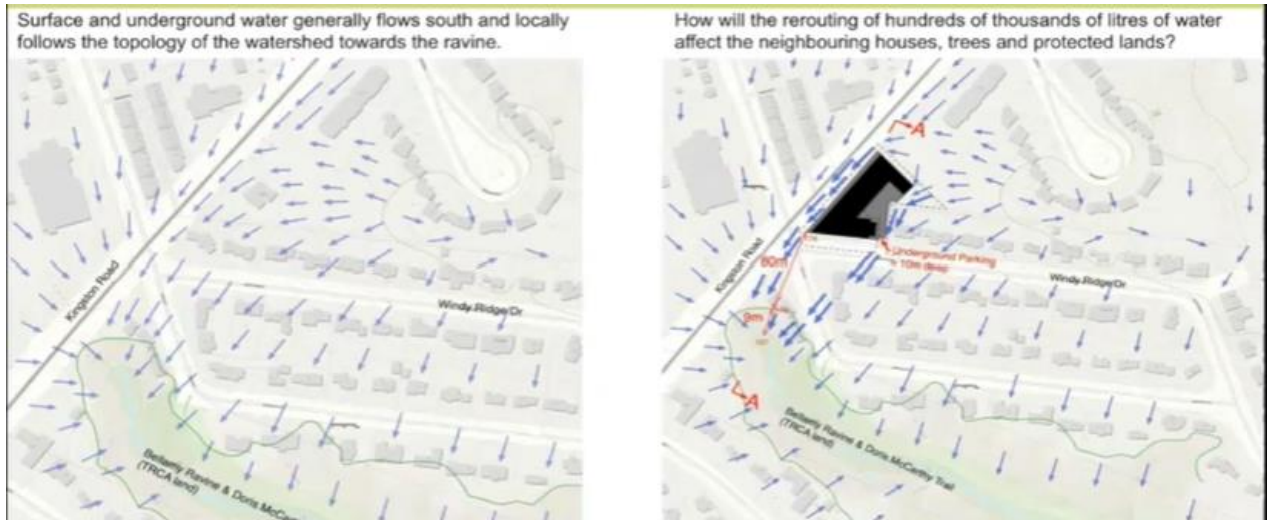 Surface and underground water generally flows south and locally
follows the topology of the watershed towards the ravine.
Kingston Road
Windy Ridge Dr
Bellamy Ravine & Doris McCarthy
(TRCA land)
How will the rerouting of hundreds of thousands of litres of water
affect the neighbouring houses, trees and protected lands?
A
Kingston Road
80m
Underground Parking
10m
Windy Ridge Dr
9m
A
Bellamy Ravine & Doris McCarthy Trail
(TRCA land)